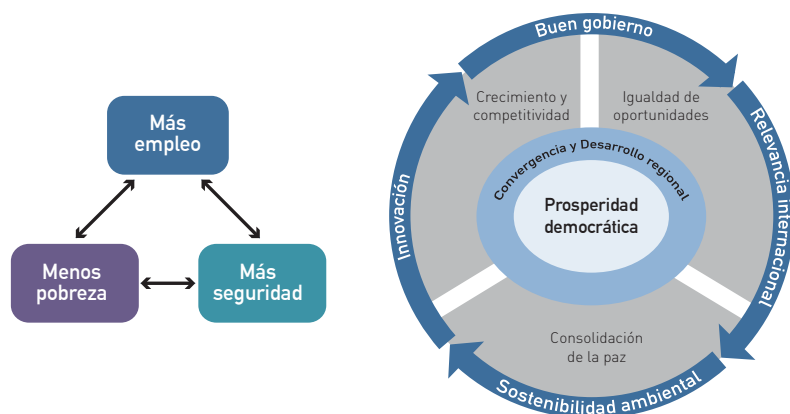 Más
empleo
Menos
pobreza
Más
seguridad
Buen gobierno
Relevancia internacional
Sostenibilidad ambiental
Innovación
Crecimiento y
competitividad
Igualdad de
oportunidades
Convergencia y Desarrollo regional
Prosperidad
democrática
Consolidación
de la paz